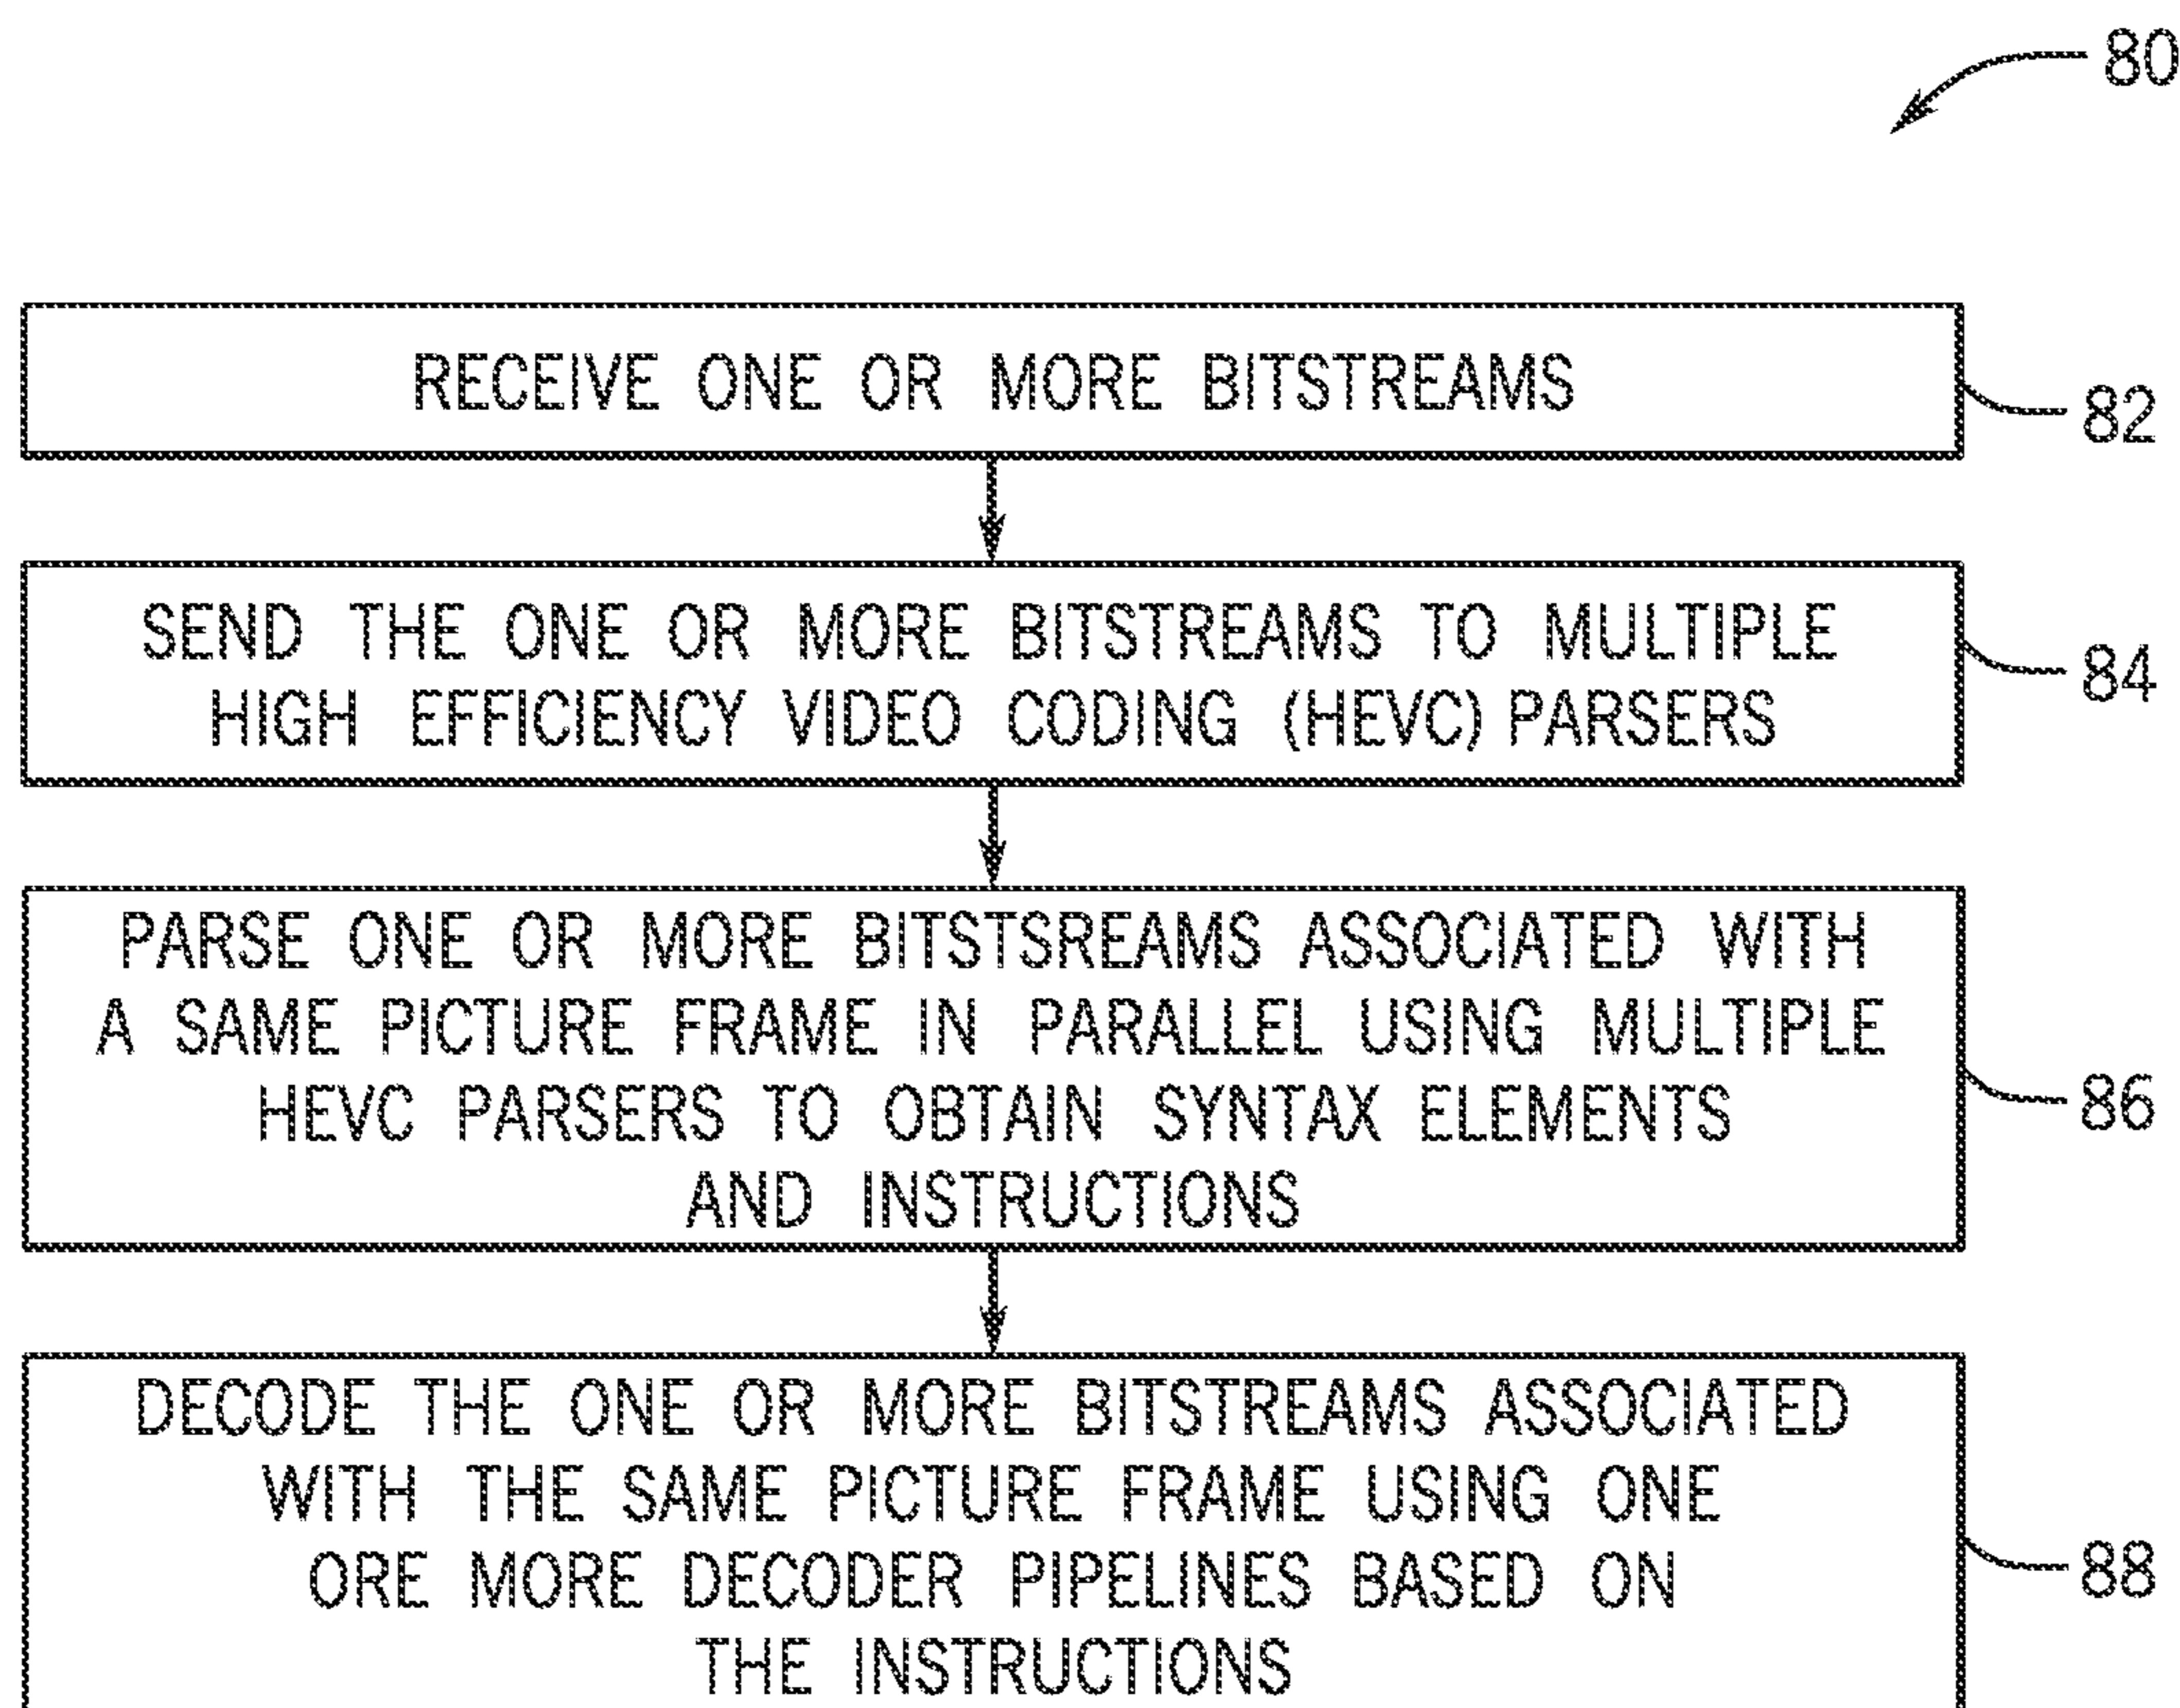 80
RECEIVE ONE OR MORE BITSTREAMS
82
SEND THE ONE OR MORE BITSTREAMS TO MULTIPLE
HIGH EFFICIENCY VIDEO CODING (HEVC) PARSERS
84
PARSE ONE OR MORE BITSTSREAMS ASSOCIATED WITH
A SAME PICTURE FRAME IN PARALLEL USING MULTIPLE
HEVC PARSERS TO OBTAIN SYNTAX ELEMENTS
AND INSTRUCTIONS
86
DECODE THE ONE OR MORE BITSTREAMS ASSOCIATED
WITH THE SAME PICTURE FRAME USING ONE
ORE MORE DECODER PIPELINES BASED ON
THE INSTRUCTIONS
88